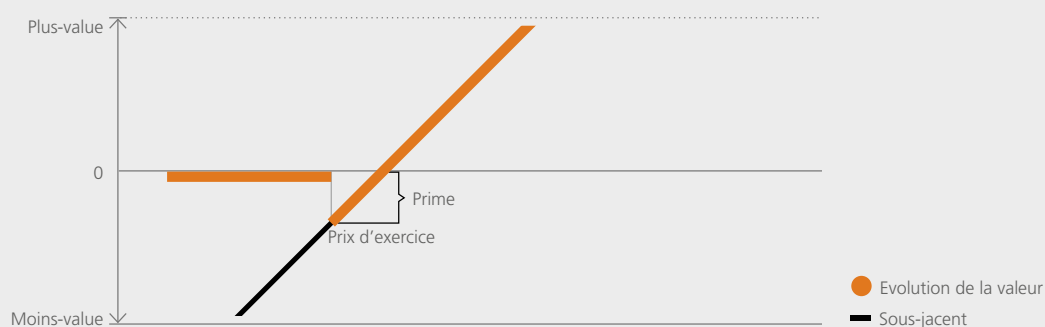 Plus-value
0
Prime
Prix d’exercice
Evolution de la valeur
Moins-value
Sous-jacent